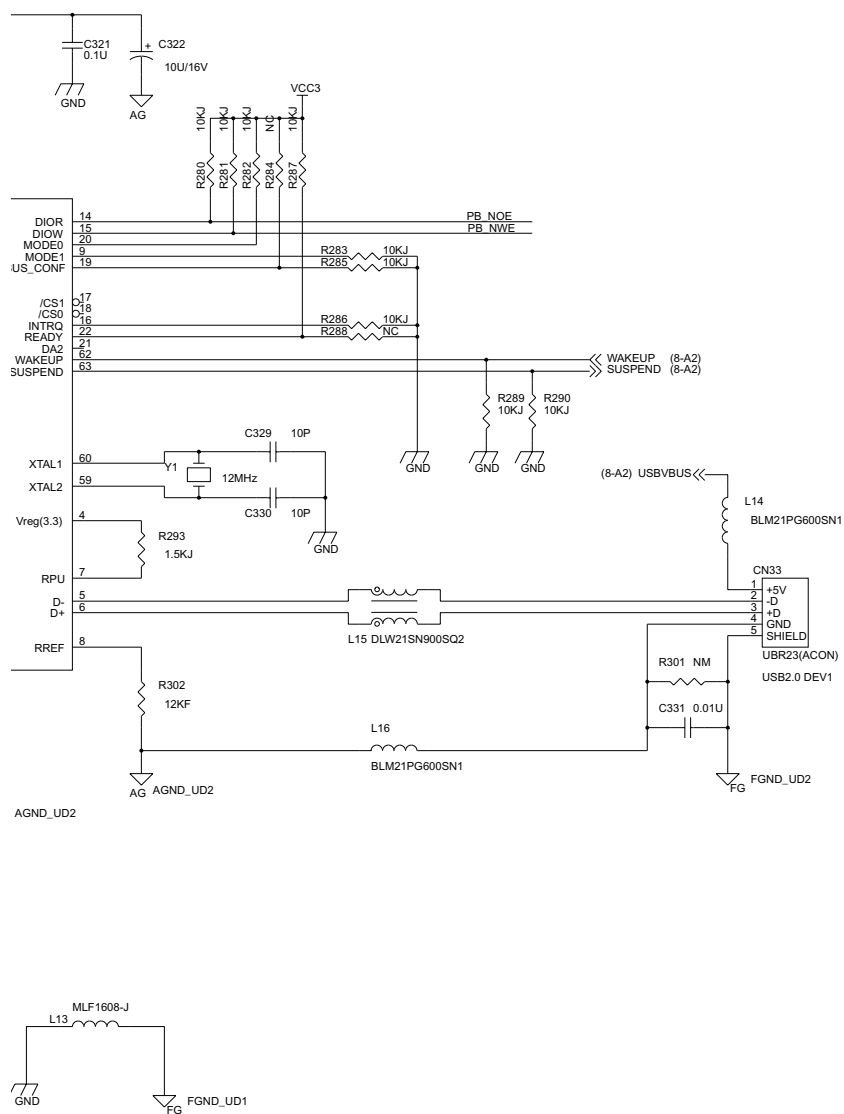 C321
0.1U
+
C322
10U/16V
GND
AG
VCC3
10KJ
10KJ
10KJ
NC
10KJ
R280
R281
R282
R284
R287
DIOR 14 PB_NOE
DIOW 15 PB_NWE
MODE0 20
MODE1 9 R283 10KJ
US_CONF 19 R285 10KJ
/CS1 17
/CS0 18
INTRQ 16 R286 10KJ
READY 22 R288 NC
DA2 21
WAKEUP 62 WAKEUP (8-A2)
SUSPEND 63 SUSPEND (8-A2)
R289
10KJ
R290
10KJ
GND
GND
GND
C329 10P
XTAL1 60
Y1
12MHz
XTAL2 59
C330 10P
GND
(8-A2) USBVBUS
L14
BLM21PG600SN1
Vreg(3.3) 4
R293
1.5KJ
RPU 7
CN33
1 +5V
D- 5 2 -D
D+ 6 3 +D
4 GND
5 SHIELD
L15 DLW21SN900SQ2
UBR23(ACON)
USB2.0 DEV1
RREF 8
R301 NM
R302
12KF
C331 0.01U
L16
BLM21PG600SN1
AG AGND_UD2
FG FGND_UD2
AGND_UD2
MLF1608-J
L13
GND
FG FGND_UD1